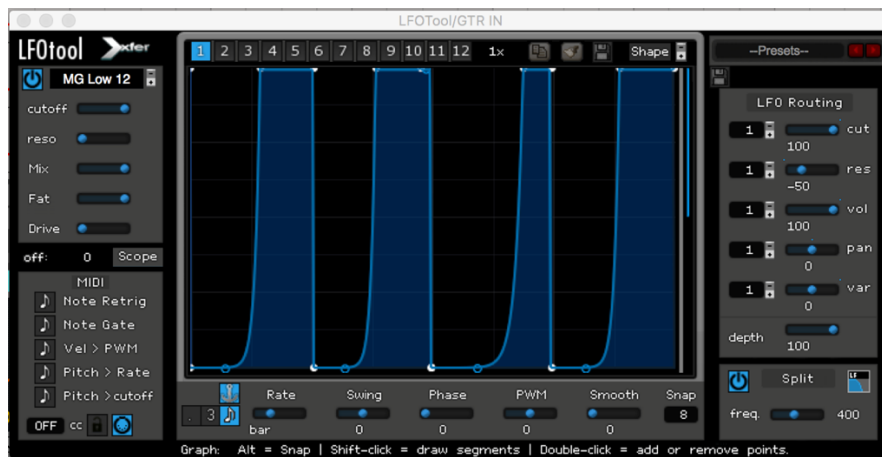 LFOTool/GTR IN
LFOtool xfer
MG Low 12
cutoff
reso
Mix
Fat
Drive
off: 0 Scope
MIDI
Note Retrig
Note Gate
Vel > PWM
Pitch > Rate
Pitch >cutoff
OFF cc
1 2 3 4 5 6 7 8 9 10 11 12 1x Shape
. 3 Rate Swing Phase PWM Smooth Snap
bar 0 0 0 0 8
--Presets--
LFO Routing
1 cut
100
1 res
-50
1 vol
100
1 pan
0
1 var
0
depth
100
Split
LF
freq. 400
Graph: Alt = Snap | Shift-click = draw segments | Double-click = add or remove points.